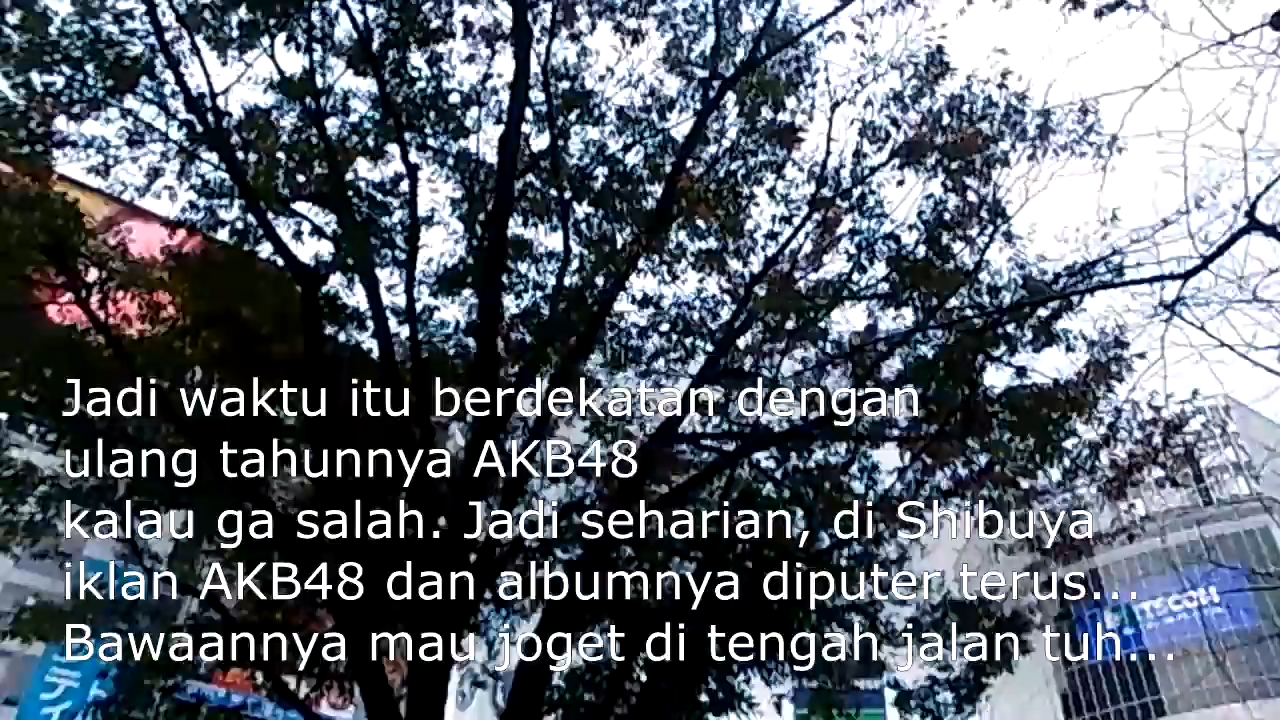 Jadi waktu itu berdekatan dengan
ulang tahunnya AKB48
kalau ga salah. Jadi seharian, di Shibuya
iklan AKB48 dan albumnya diputer terus...
Bawaannya mau joget di tengah jalan tuh...